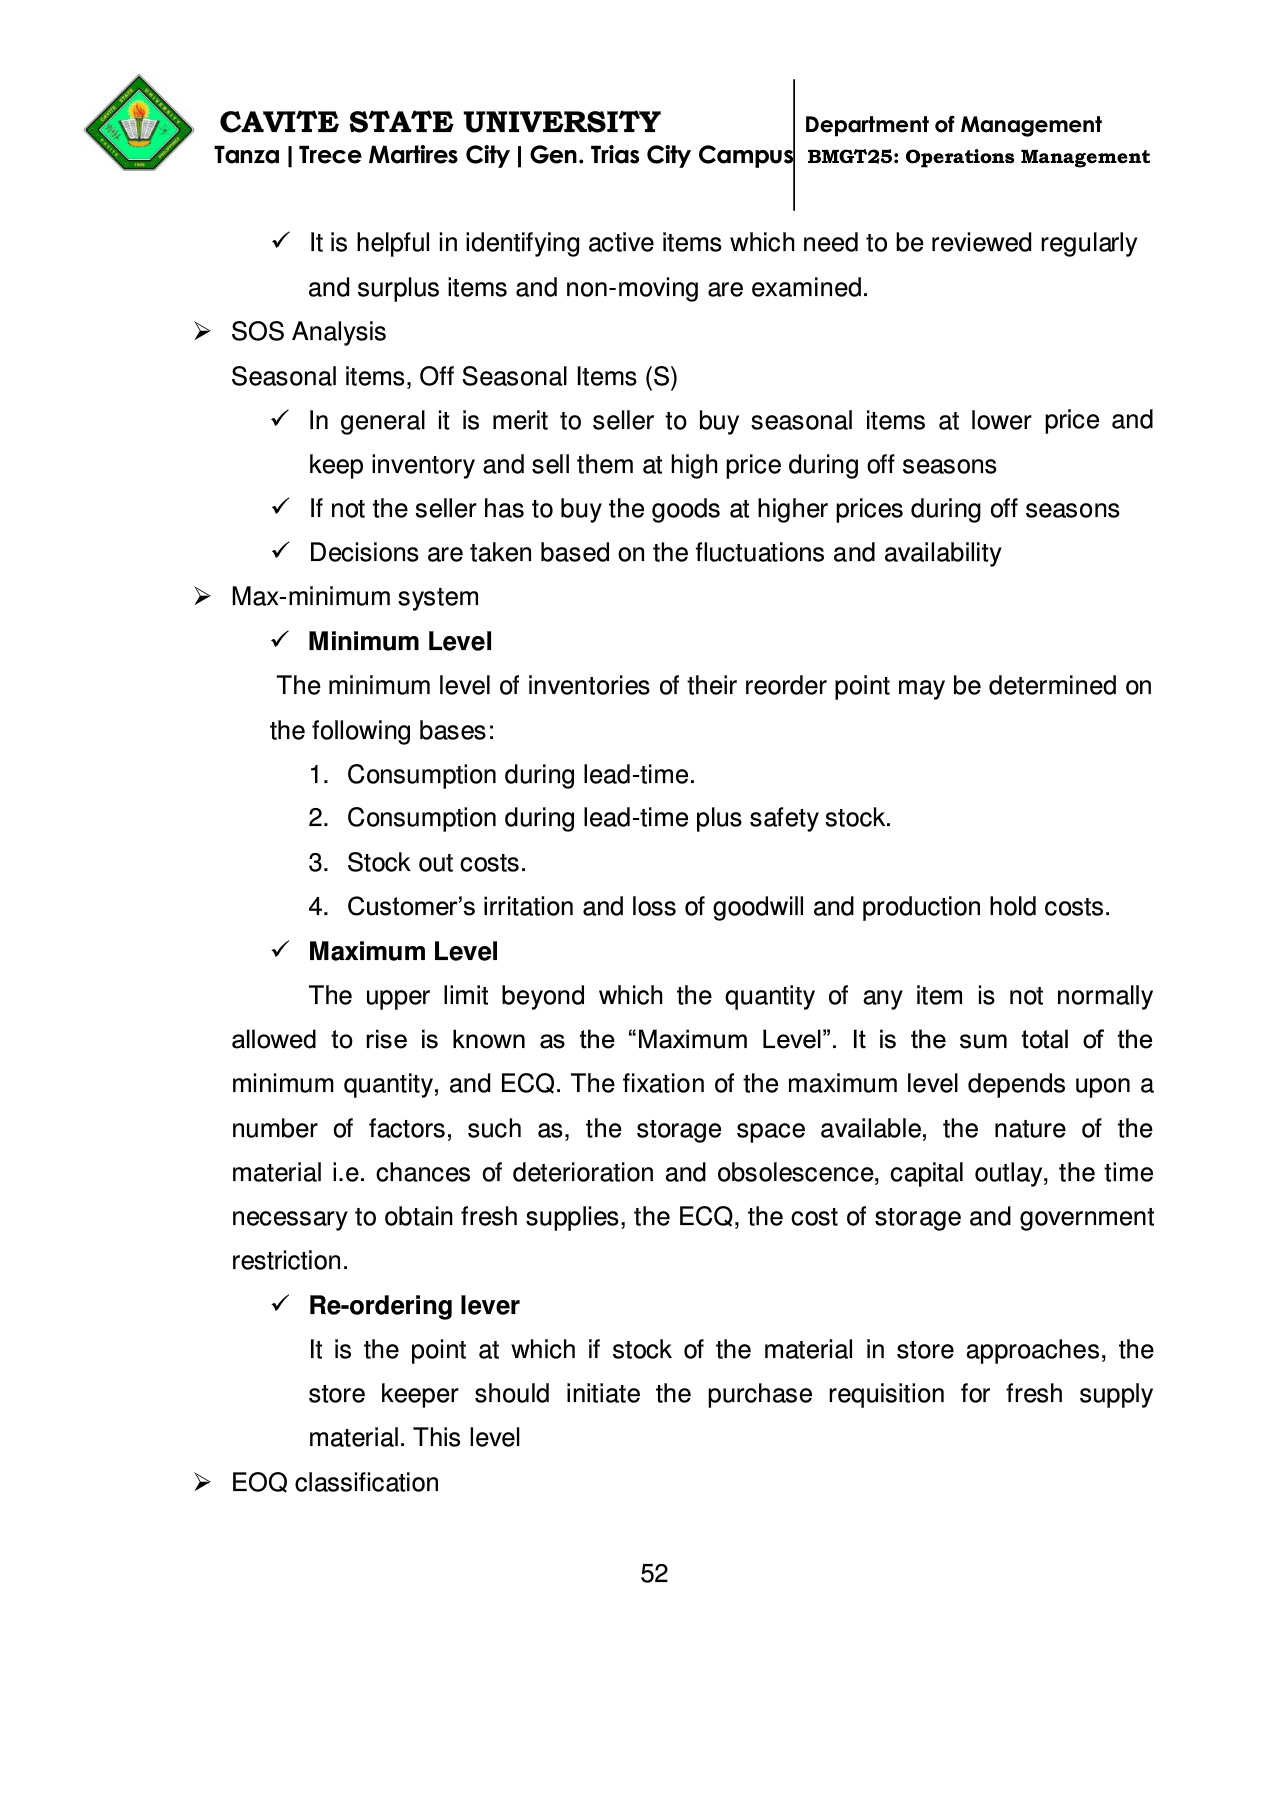 CAVITE STATE UNIVERSITY
Tanza | Trece Martires City | Gen. Trias City Campus
Department of Management
BMGT25: Operations Management
✓ It is helpful in identifying active items which need to be reviewed regularly
and surplus items and non-moving are examined.
➢ SOS Analysis
Seasonal items, Off Seasonal Items (S)
✓ In general it is merit to seller to buy seasonal items at lower price and
keep inventory and sell them at high price during off seasons
✓ If not the seller has to buy the goods at higher prices during off seasons
✓ Decisions are taken based on the fluctuations and availability
➢ Max-minimum system
✓ Minimum Level
The minimum level of inventories of their reorder point may be determined on
the following bases:
1. Consumption during lead-time.
2. Consumption during lead-time plus safety stock.
3. Stock out costs.
4. Customer’s irritation and loss of goodwill and production hold costs.
✓ Maximum Level
The upper limit beyond which the quantity of any item is not normally
allowed to rise is known as the “Maximum Level”. It is the sum total of the
minimum quantity, and ECQ. The fixation of the maximum level depends upon a
number of factors, such as, the storage space available, the nature of the
material i.e. chances of deterioration and obsolescence, capital outlay, the time
necessary to obtain fresh supplies, the ECQ, the cost of storage and government
restriction.
✓ Re-ordering lever
It is the point at which if stock of the material in store approaches, the
store keeper should initiate the purchase requisition for fresh supply
material. This level
➢ EOQ classification
52